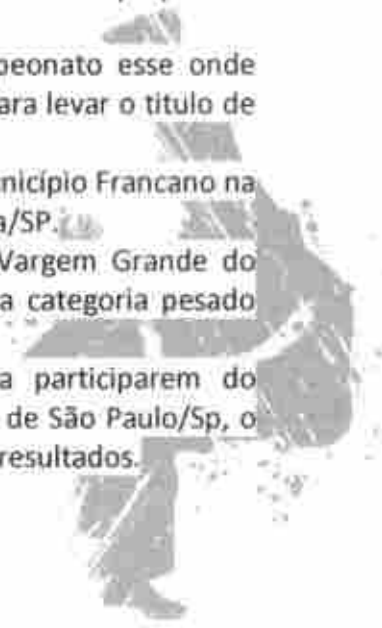 peonato esse onde
ara levar o titulo de
nicípio Francano na
a/SP.
Vargem Grande do
a categoria pesado
a participarem do
de São Paulo/Sp, o
resultados.